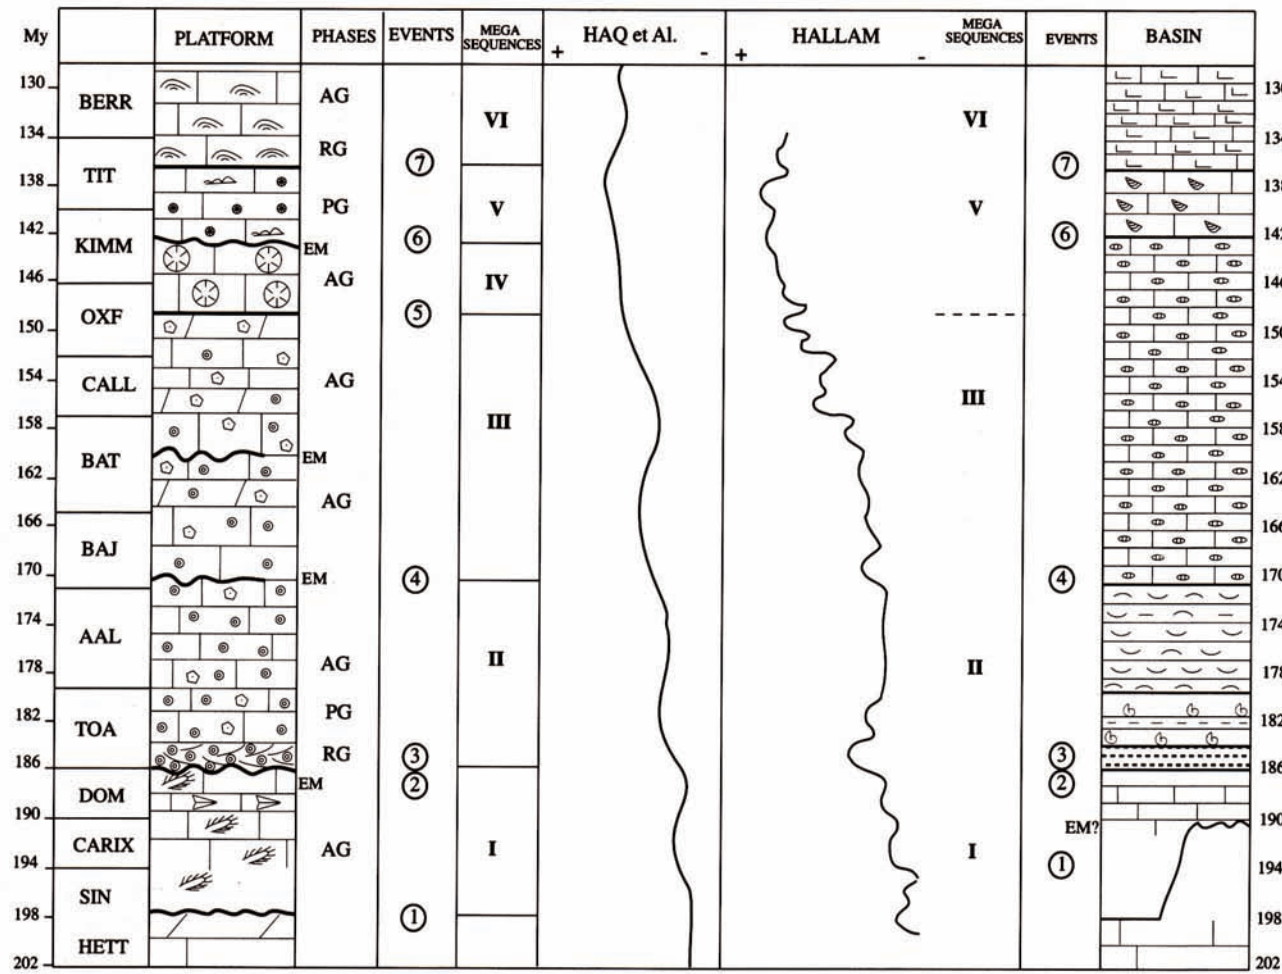 My PLATFORM PHASES EVENTS MEGA SEQUENCES HAQ et Al. HALLAM MEGA SEQUENCES EVENTS BASIN
+ - + -
130 BERR AG VI VI 130
134 RG 134
TIT ⑦ ⑦
138 PG V V 138
142 KIMM EM ⑥ ⑥ 142
146 AG IV 146
OXF ⑤
150 150
154 CALL AG 154
III III
158 158
BAT EM
162 162
AG
166 166
BAJ
170 EM ④ ④ 170
174 174
AAL
178 AG II II 178
182 TOA PG 182
RG ③ ③
186 EM ② ② 186
DOM
190 190
EM?
CARIX AG I I
194 ① 194
SIN
198 ① 198
HETT
202 202